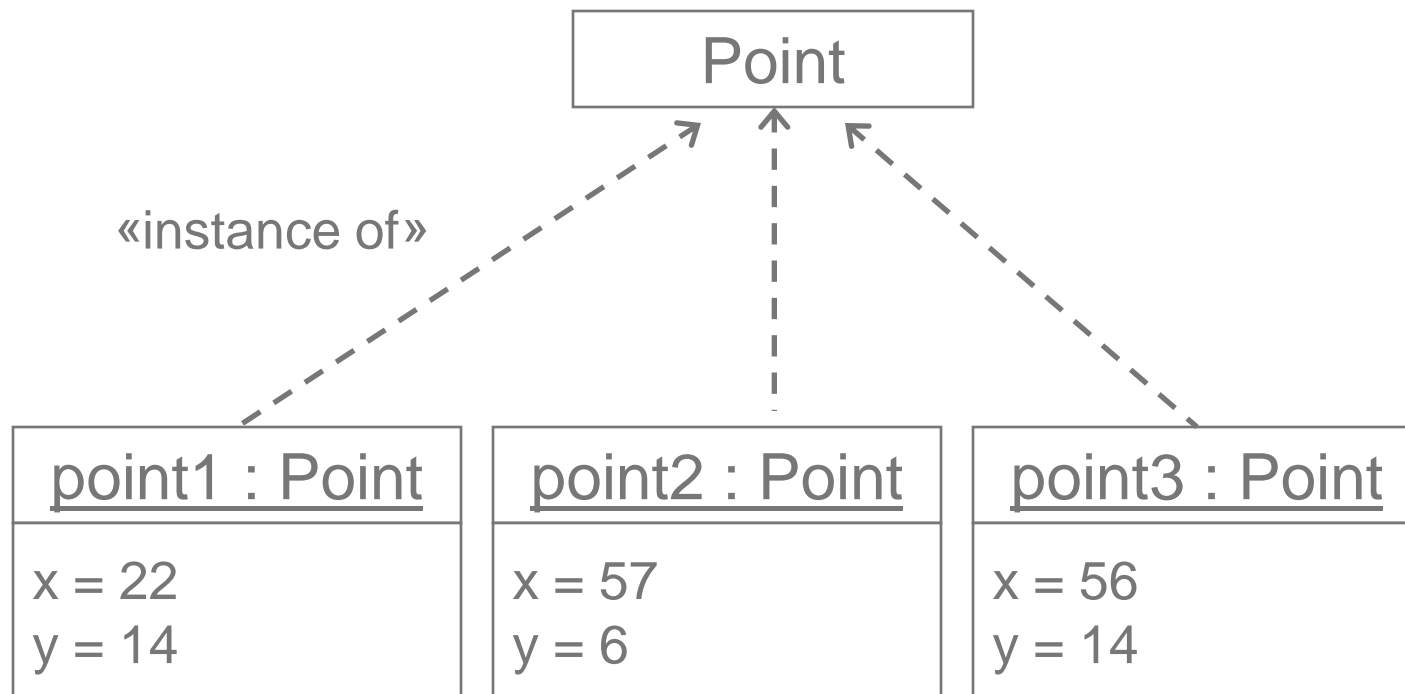 Point
«instance of»
point1 : Point
point2 : Point
point3 : Point
x = 22
y = 14
x = 57
y = 6
x = 56
y = 14